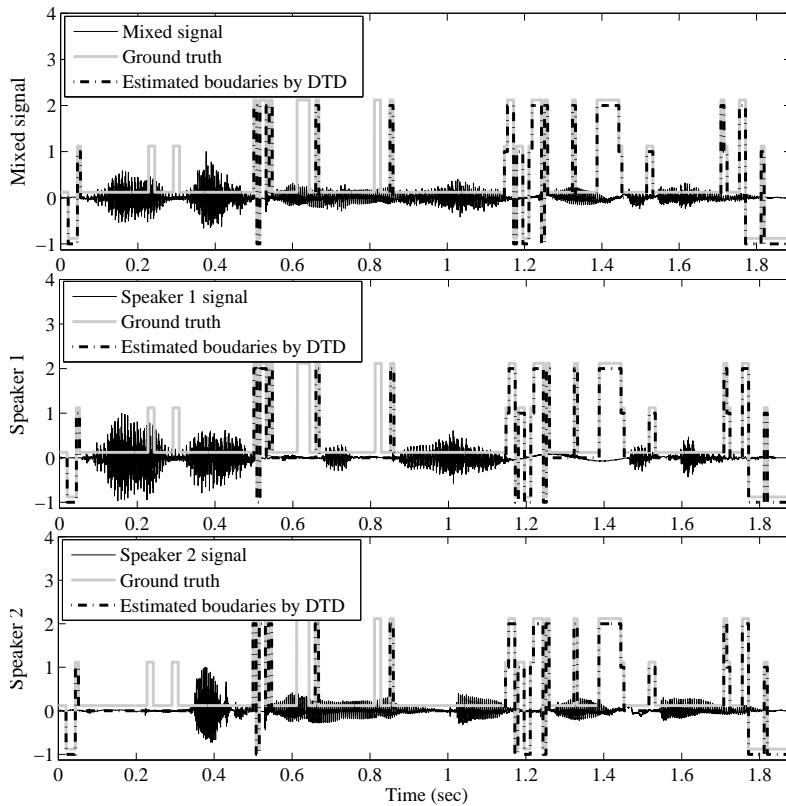 4
3
2
1
0
−1
Mixed signal
Mixed signal
Ground truth
Estimated boudaries by DTD
0 0.2 0.4 0.6 0.8 1 1.2 1.4 1.6 1.8
4
3
2
1
0
−1
Speaker 1
Speaker 1 signal
Ground truth
Estimated boudaries by DTD
0 0.2 0.4 0.6 0.8 1 1.2 1.4 1.6 1.8
4
3
2
1
0
−1
Speaker 2
Speaker 2 signal
Ground truth
Estimated boudaries by DTD
0 0.2 0.4 0.6 0.8 1 1.2 1.4 1.6 1.8
Time (sec)